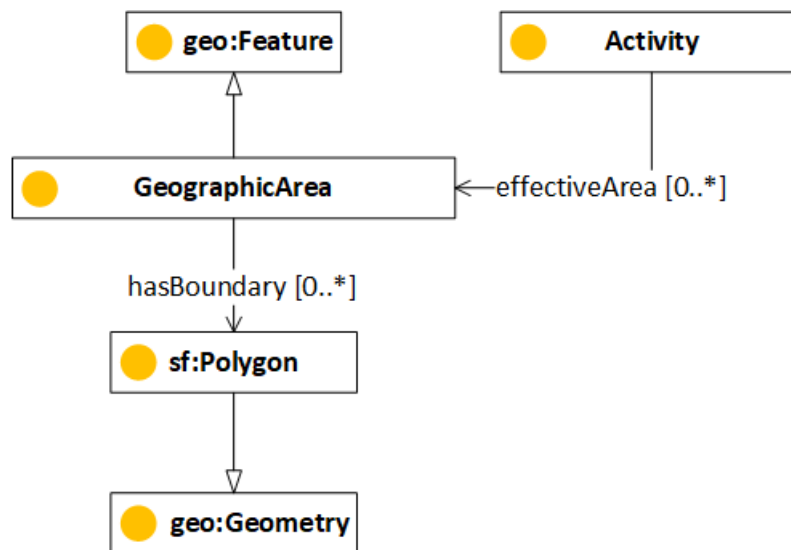 geo:Feature
Activity
GeographicArea
effectiveArea [0..*]
hasBoundary [0..*]
sf:Polygon
geo:Geometry